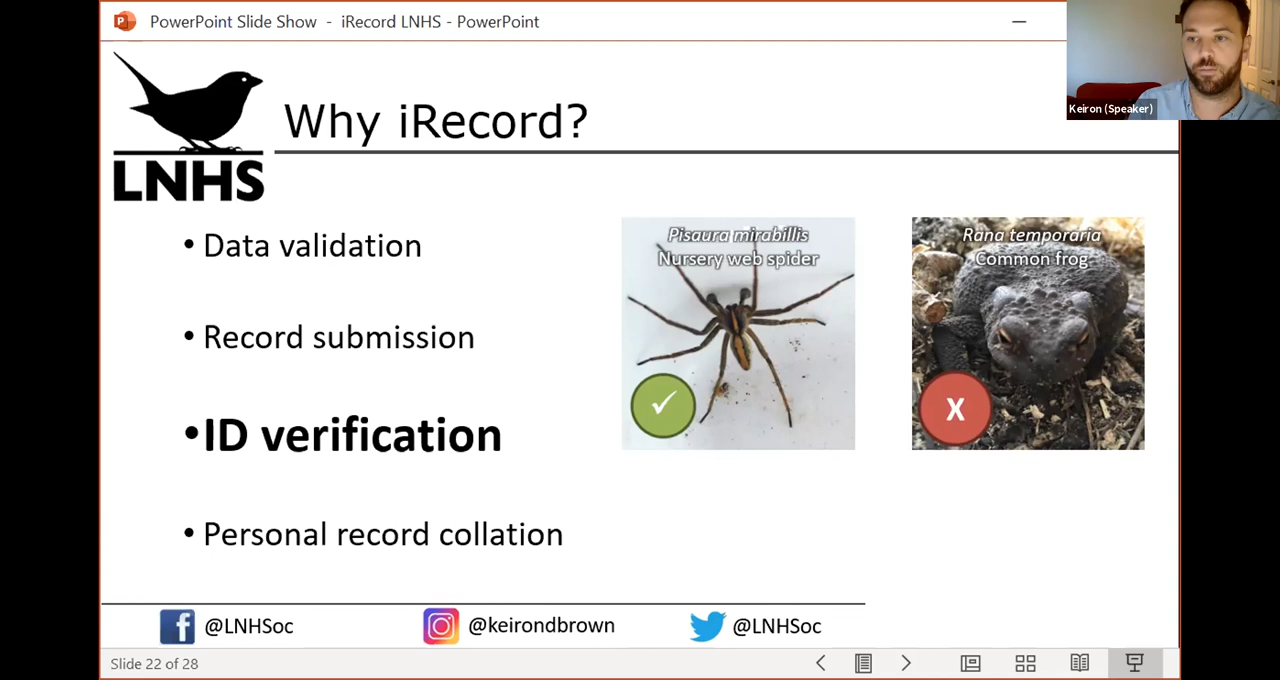 PowerPoint Slide Show - iRecord LNHS - PowerPoint
Keiron (Speaker)
LNHS
Why iRecord?
• Data validation
• Record submission
• ID verification
• Personal record collation
Pisaura mirabillis
Nursery web spider
✓
Rana temporaria
Common frog
X
@LNHSoc
@keirondbrown
@LNHSoc
Slide 22 of 28